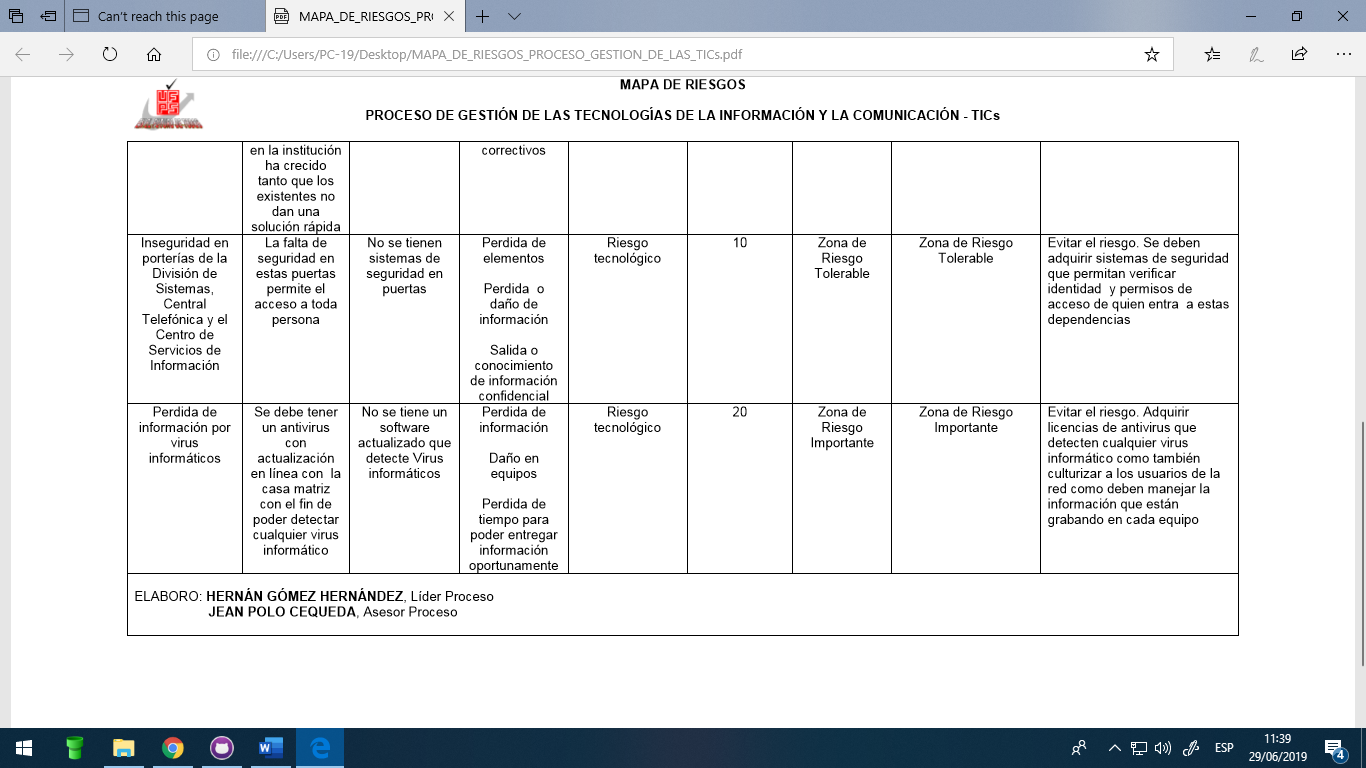 Can't reach this page
MAPA_DE_RIESGOS_PRO
file:///C:/Users/PC-19/Desktop/MAPA_DE_RIESGOS_PROCESO_GESTION_DE_LAS_TICs.pdf
MAPA DE RIESGOS
PROCESO DE GESTIÓN DE LAS TECNOLOGÍAS DE LA INFORMACIÓN Y LA COMUNICACIÓN - TICs
en la institución
ha crecido
tanto que los
existentes no
dan una
solución rápida
correctivos
Inseguridad en
porterías de la
División de
Sistemas,
Central
Telefónica y el
Centro de
Servicios de
Información
La falta de
seguridad en
estas puertas
permite el
acceso a toda
persona
No se tienen
sistemas de
seguridad en
puertas
Perdida de
elementos
Perdida o
daño de
información
Salida o
conocimiento
de información
confidencial
Riesgo
tecnológico
10
Zona de
Riesgo
Tolerable
Zona de Riesgo
Tolerable
Evitar el riesgo. Se deben
adquirir sistemas de seguridad
que permitan verificar
identidad y permisos de
acceso de quien entra a estas
dependencias
Perdida de
información por
virus
informáticos
Se debe tener
un antivirus
con
actualización
en línea con la
casa matriz
con el fin de
poder detectar
cualquier virus
informático
No se tiene un
software
actualizado que
detecte Virus
informáticos
Perdida de
información
Daño en
equipos
Perdida de
tiempo para
poder entregar
información
oportunamente
Riesgo
tecnológico
20
Zona de
Riesgo
Importante
Zona de Riesgo
Importante
Evitar el riesgo. Adquirir
licencias de antivirus que
detecten cualquier virus
informático como también
culturizar a los usuarios de la
red como deben manejar la
información que están
grabando en cada equipo
ELABORO: HERNÁN GÓMEZ HERNÁNDEZ, Líder Proceso
JEAN POLO CEQUEDA, Asesor Proceso
ESP
11:39
29/06/2019
4